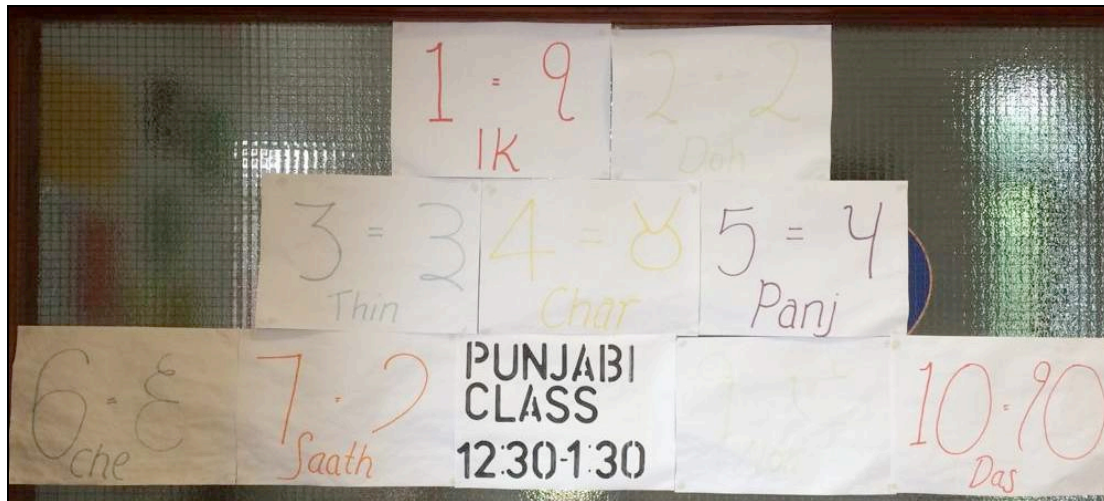 1 = ੧
IK
2 = ੨
Doh
3 = ੩
Thin
4 = ੪
Char
5 = ੫
Panj
6 = ੬
che
7 = ੭
Saath
PUNJABI
CLASS
12:30-1:30
10 = ੧੦
Das